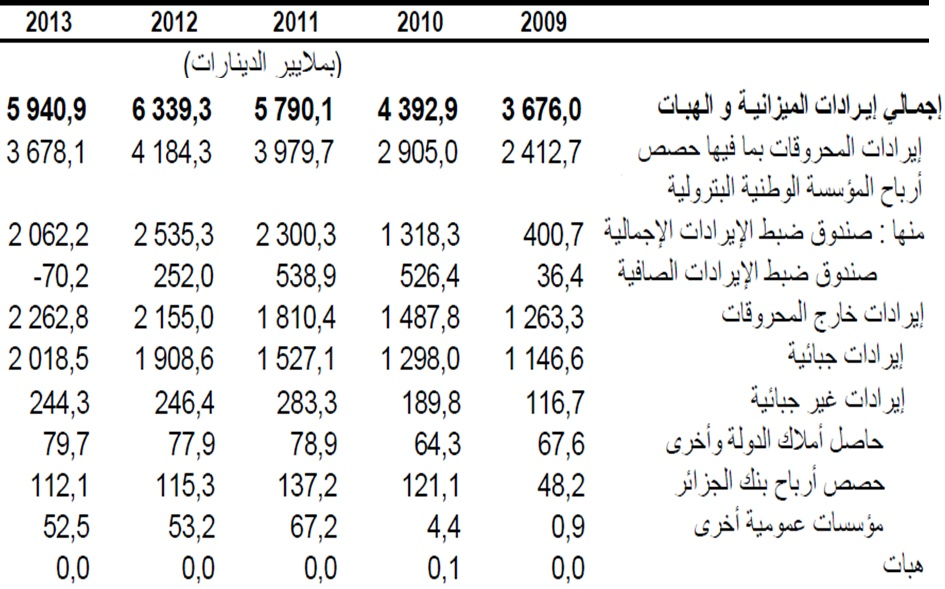 2009 2010 2011 2012 2013
(بملايير الدينارات)
إجمالي إيرادات الميزانية و الهبات 3 676,0 4 392,9 5 790,1 6 339,3 5 940,9
إيرادات المحروقات بما فيها حصص 2 412,7 2 905,0 3 979,7 4 184,3 3 678,1
أرباح المؤسسة الوطنية البترولية
منها : صندوق ضبط الإيرادات الإجمالية 400,7 1 318,3 2 300,3 2 535,3 2 062,2
صندوق ضبط الإيرادات الصافية 36,4 526,4 538,9 252,0 -70,2
إيرادات خارج المحروقات 1 263,3 1 487,8 1 810,4 2 155,0 2 262,8
إيرادات جبائية 1 146,6 1 298,0 1 527,1 1 908,6 2 018,5
إيرادات غير جبائية 116,7 189,8 283,3 246,4 244,3
حاصل أملاك الدولة وأخرى 67,6 64,3 78,9 77,9 79,7
حصص أرباح بنك الجزائر 48,2 121,1 137,2 115,3 112,1
مؤسسات عمومية أخرى 0,9 4,4 67,2 53,2 52,5
هبات 0,0 0,1 0,0 0,0 0,0